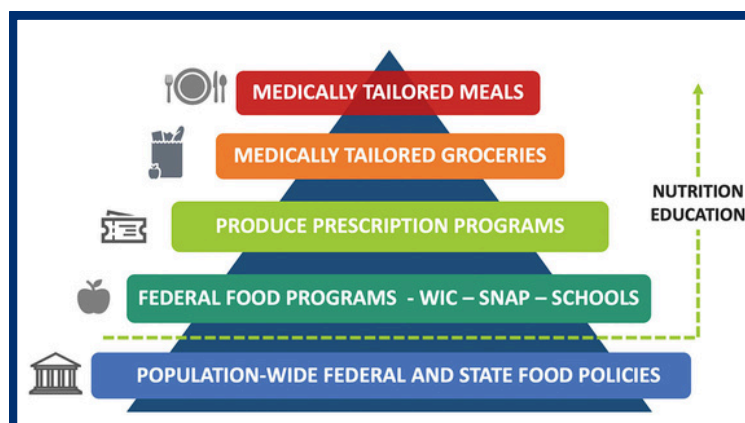 MEDICALLY TAILORED MEALS
MEDICALLY TAILORED GROCERIES
PRODUCE PRESCRIPTION PROGRAMS
FEDERAL FOOD PROGRAMS - WIC – SNAP – SCHOOLS
POPULATION-WIDE FEDERAL AND STATE FOOD POLICIES
NUTRITION
EDUCATION